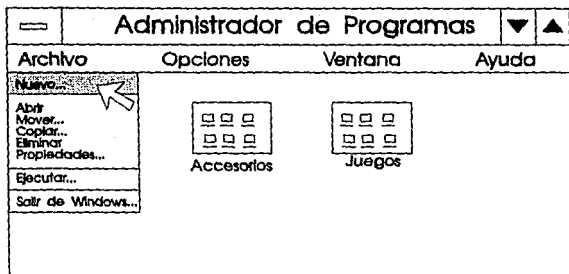 Administrador de Programas
Archivo Opciones Ventana Ayuda
Nuevo...
Abrir
Mover...
Copiar...
Eliminar
Propiedades...
Ejecutar...
Salir de Windows...
Accesorios
Juegos